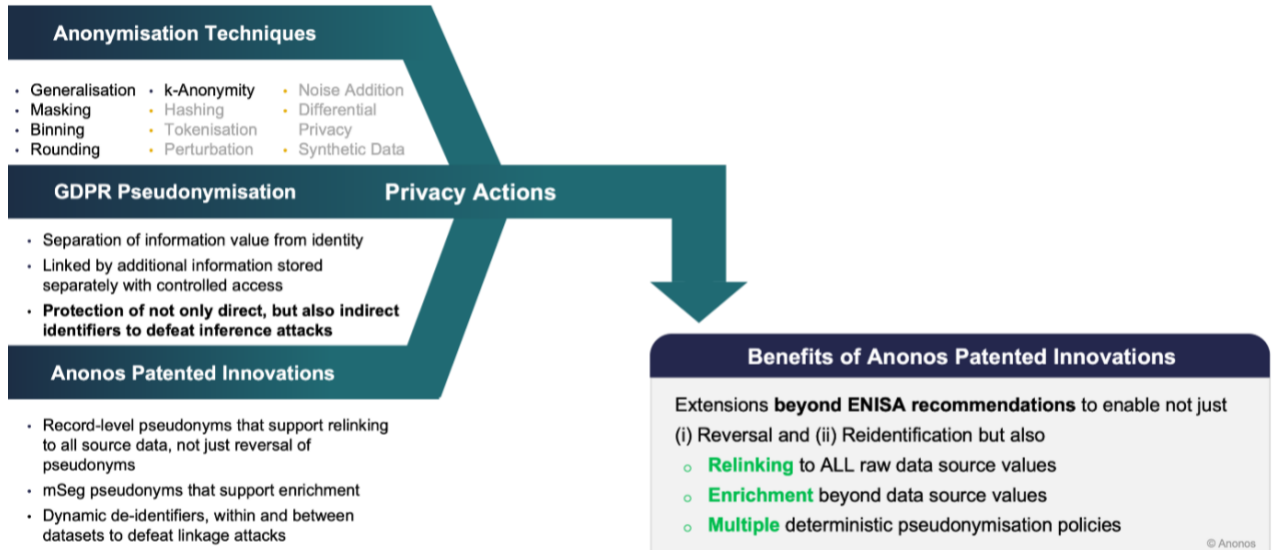 Anonymisation Techniques
• Generalisation
• Masking
• Binning
• Rounding
• k-Anonymity
• Hashing
• Tokenisation
• Perturbation
• Noise Addition
• Differential
Privacy
• Synthetic Data
GDPR Pseudonymisation
Privacy Actions
• Separation of information value from identity
• Linked by additional information stored
separately with controlled access
• Protection of not only direct, but also indirect
identifiers to defeat inference attacks
Anonos Patented Innovations
• Record-level pseudonyms that support relinking
to all source data, not just reversal of
pseudonyms
• mSeg pseudonyms that support enrichment
• Dynamic de-identifiers, within and between
datasets to defeat linkage attacks
Benefits of Anonos Patented Innovations
Extensions beyond ENISA recommendations to enable not just
(i) Reversal and (ii) Reidentification but also
○ Relinking to ALL raw data source values
○ Enrichment beyond data source values
○ Multiple deterministic pseudonymisation policies
© Anonos